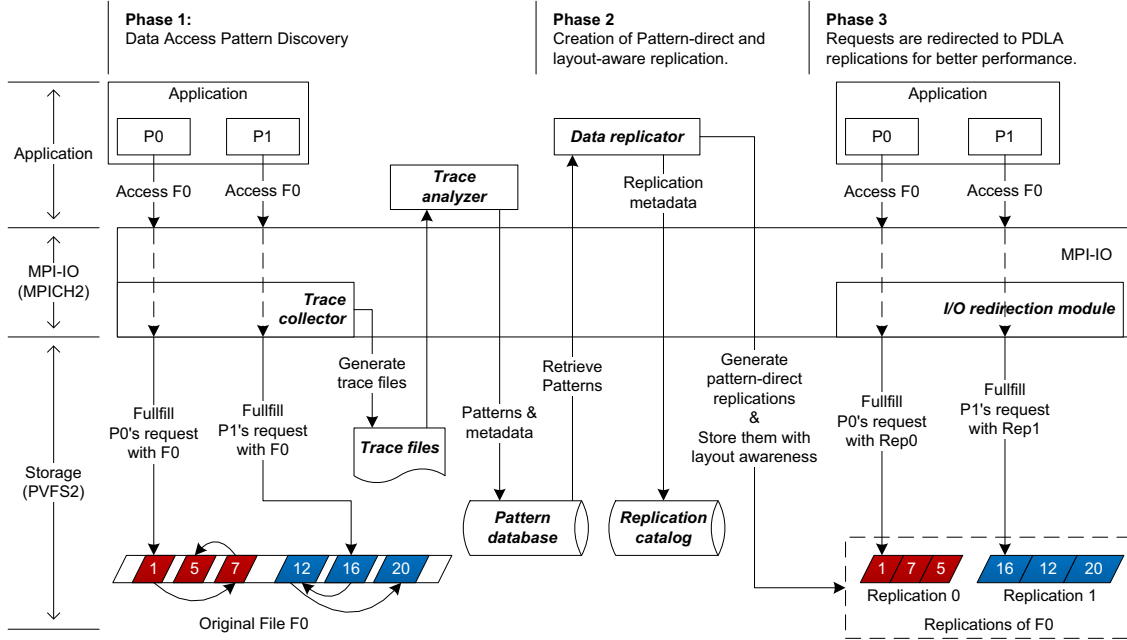 Phase 1:
Data Access Pattern Discovery
Phase 2
Creation of Pattern-direct and
layout-aware replication.
Phase 3
Requests are redirected to PDLA
replications for better performance.
Application
MPI-IO
(MPICH2)
Storage
(PVFS2)
Application
P0
P1
Access F0
Access F0
Trace
collector
Generate
trace files
Trace files
Trace
analyzer
Patterns &
metadata
Pattern
database
Fullfill
P0's request
with F0
Fullfill
P1's request
with F0
1
5
7
12
16
20
Original File F0
Data replicator
Retrieve
Patterns
Replication
metadata
Replication
catalog
Generate
pattern-direct
replications
&
Store them with
layout awareness
Application
P0
P1
Access F0
Access F0
MPI-IO
I/O redirection module
Fullfill
P0's request
with Rep0
Fullfill
P1's request
with Rep1
1
7
5
16
12
20
Replication 0
Replication 1
Replications of F0